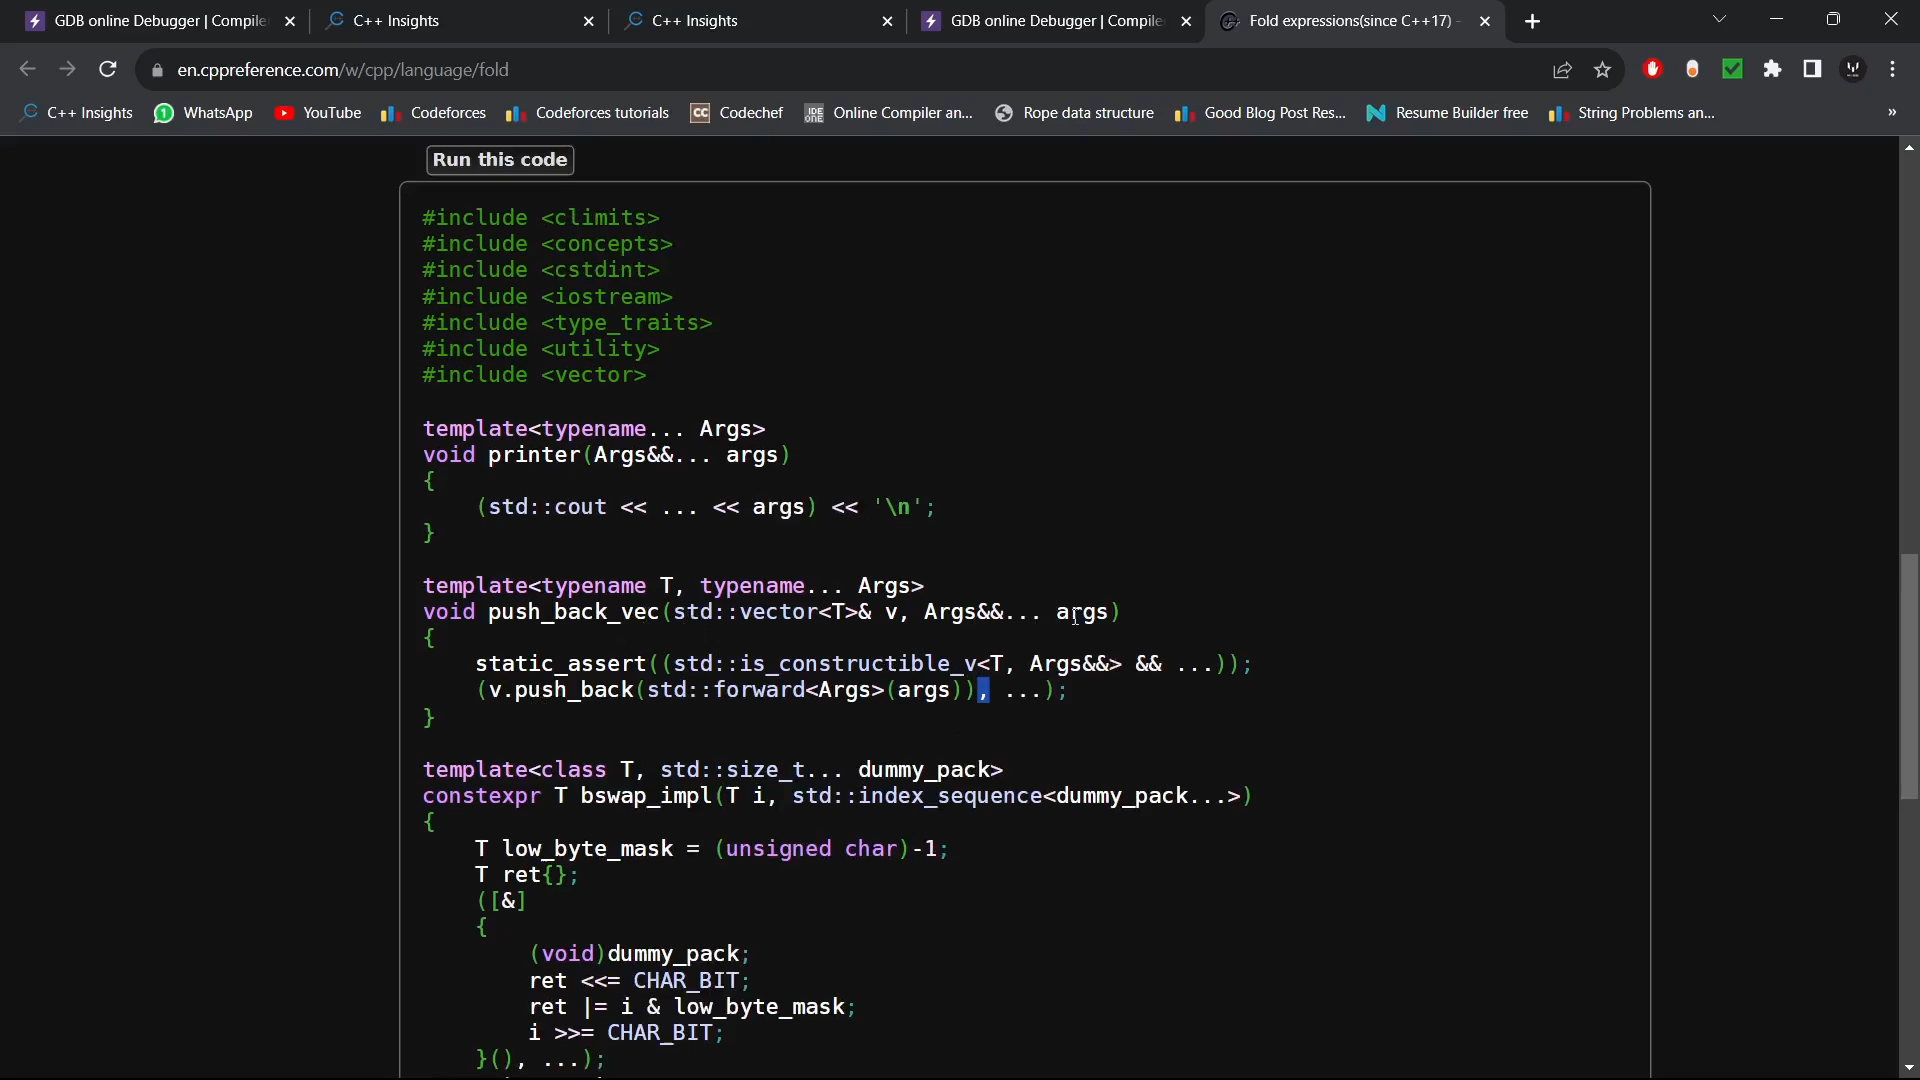 GDB online Debugger | Compile
C++ Insights
C++ Insights
GDB online Debugger | Compile
Fold expressions(since C++17) -
en.cppreference.com/w/cpp/language/fold
C++ Insights
WhatsApp
YouTube
Codeforces
Codeforces tutorials
CC Codechef
IDE ONE Online Compiler an...
Rope data structure
Good Blog Post Res...
Resume Builder free
String Problems an...
»
Run this code
#include <climits>
#include <concepts>
#include <cstdint>
#include <iostream>
#include <type_traits>
#include <utility>
#include <vector>
template<typename... Args>
void printer(Args&&... args)
{
    (std::cout << ... << args) << '\n';
}
template<typename T, typename... Args>
void push_back_vec(std::vector<T>& v, Args&&... args)
{
    static_assert((std::is_constructible_v<T, Args&&> && ...));
    (v.push_back(std::forward<Args>(args)), ...);
}
template<class T, std::size_t... dummy_pack>
constexpr T bswap_impl(T i, std::index_sequence<dummy_pack...>)
{
    T low_byte_mask = (unsigned char)-1;
    T ret{};
    ([&]
    {
        (void)dummy_pack;
        ret <<= CHAR_BIT;
        ret |= i & low_byte_mask;
        i >>= CHAR_BIT;
    }(), ...);